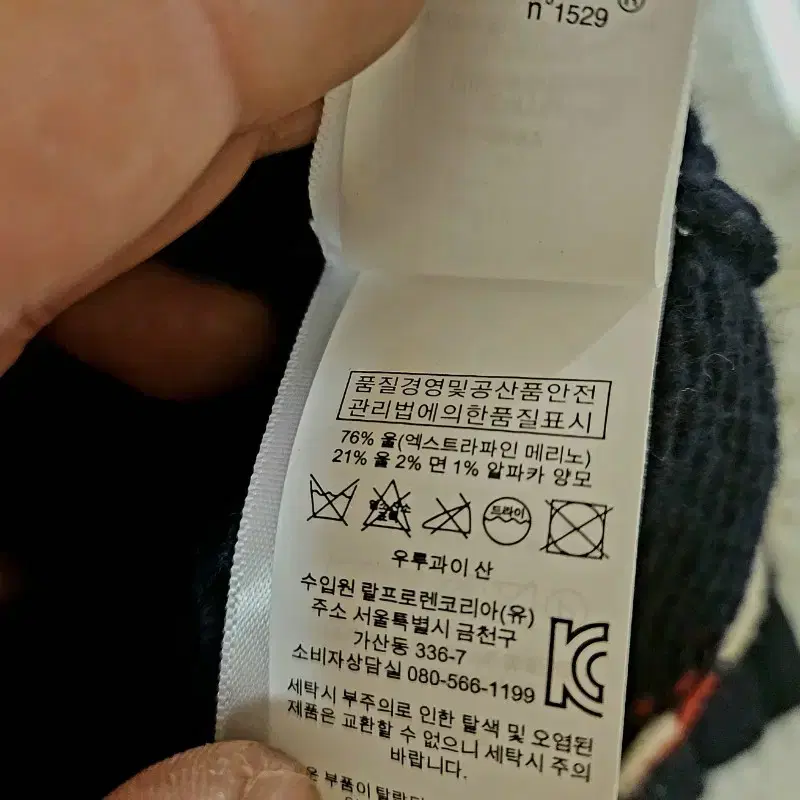 n°1529 ®
품질경영및공산품안전
관리법에의한품질표시
76% 울(엑스트라파인 메리노)
21% 울 2% 면 1% 알파카 양모
드라이
우루과이 산
수입원 랄프로렌코리아(유)
주소 서울특별시 금천구
가산동 336-7
소비자상담실 080-566-1199
세탁시 부주의로 인한 탈색 및 오염된
제품은 교환할 수 없으니 세탁시 주의
바랍니다.
부품이